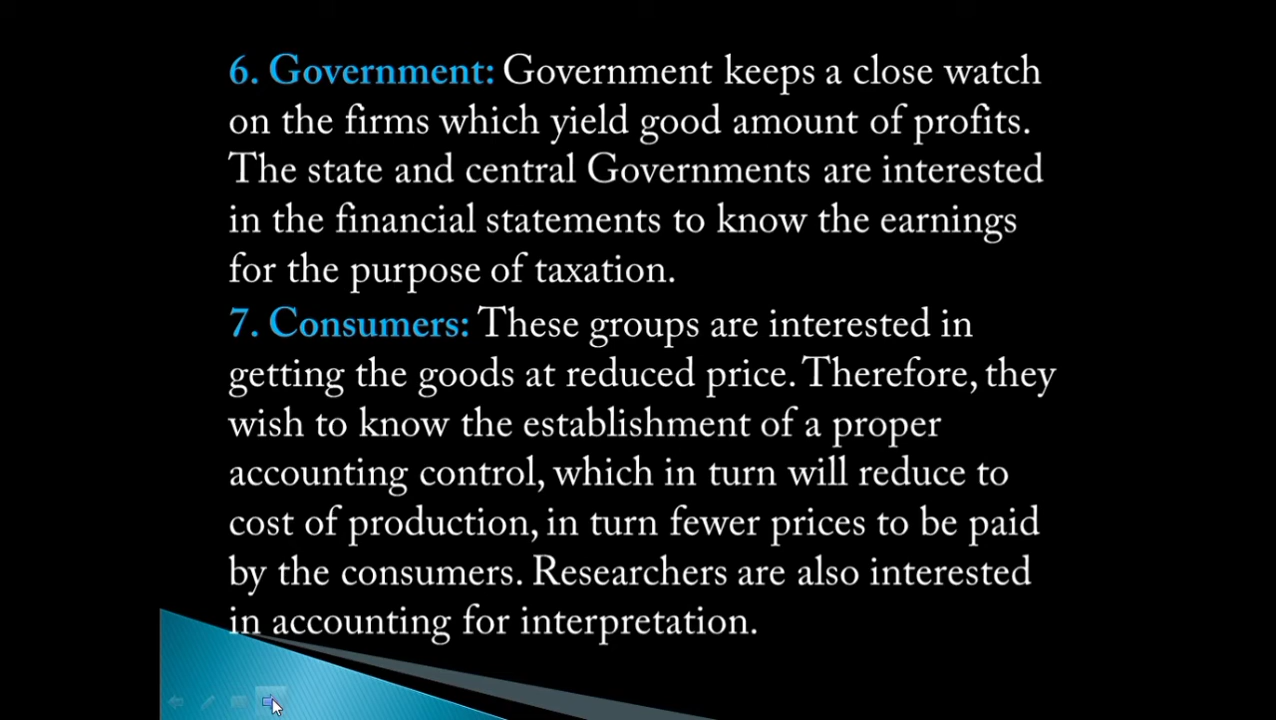 6. Government: Government keeps a close watch
on the firms which yield good amount of profits.
The state and central Governments are interested
in the financial statements to know the earnings
for the purpose of taxation.
7. Consumers: These groups are interested in
getting the goods at reduced price. Therefore, they
wish to know the establishment of a proper
accounting control, which in turn will reduce to
cost of production, in turn fewer prices to be paid
by the consumers. Researchers are also interested
in accounting for interpretation.